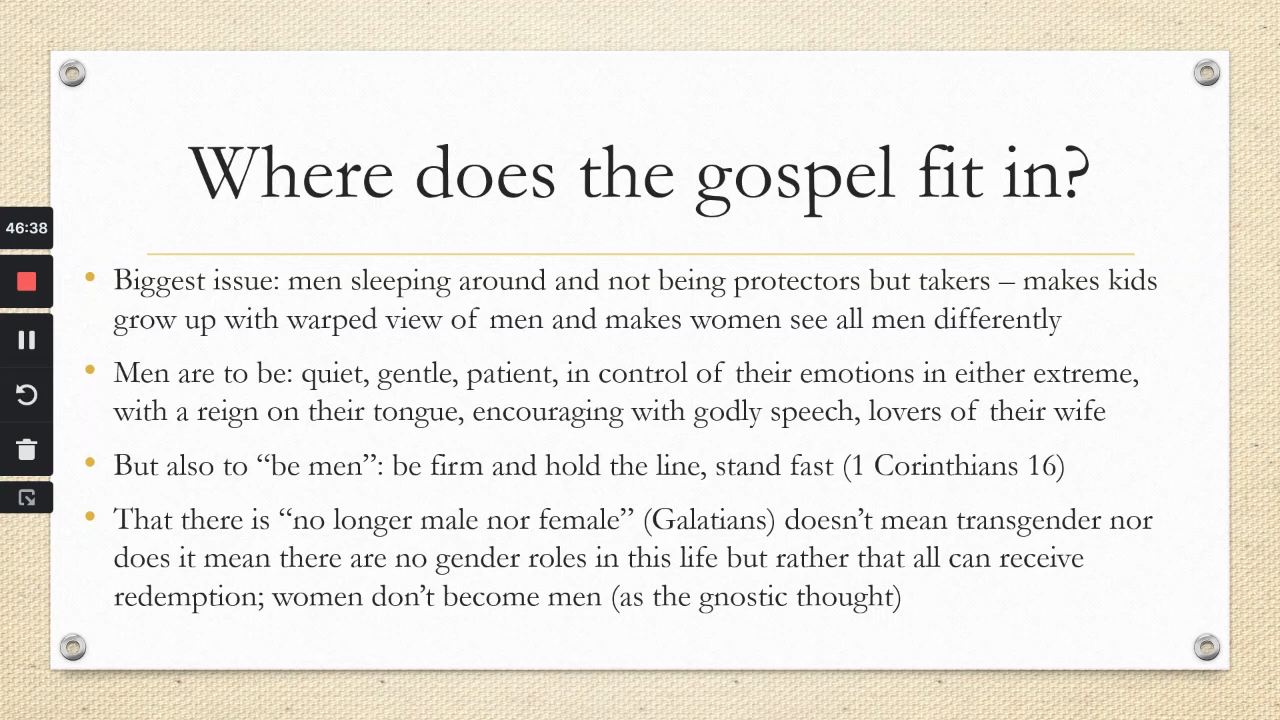 Where does the gospel fit in?
46:38
• Biggest issue: men sleeping around and not being protectors but takers – makes kids
grow up with warped view of men and makes women see all men differently
• Men are to be: quiet, gentle, patient, in control of their emotions in either extreme,
with a reign on their tongue, encouraging with godly speech, lovers of their wife
• But also to “be men”: be firm and hold the line, stand fast (1 Corinthians 16)
• That there is “no longer male nor female” (Galatians) doesn’t mean transgender nor
does it mean there are no gender roles in this life but rather that all can receive
redemption; women don’t become men (as the gnostic thought)